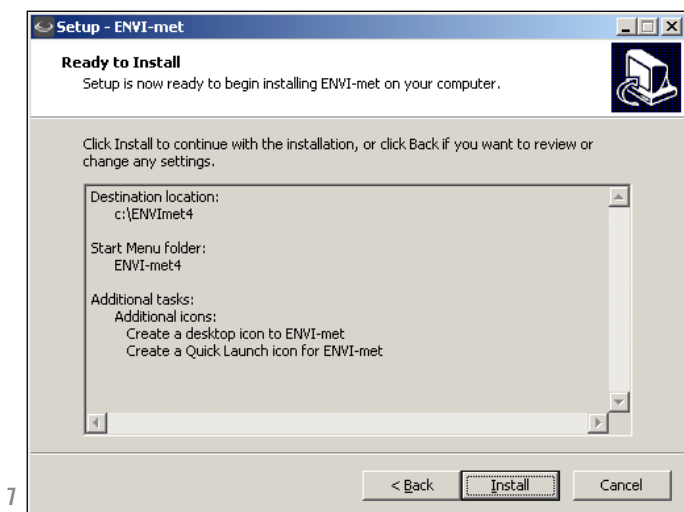 Setup - ENVI-met
Ready to Install
Setup is now ready to begin installing ENVI-met on your computer.
Click Install to continue with the installation, or click Back if you want to review or
change any settings.
Destination location:
c:\ENVImet4
Start Menu folder:
ENVI-met4
Additional tasks:
Additional icons:
Create a desktop icon to ENVI-met
Create a Quick Launch icon for ENVI-met
< Back
Install
Cancel
7